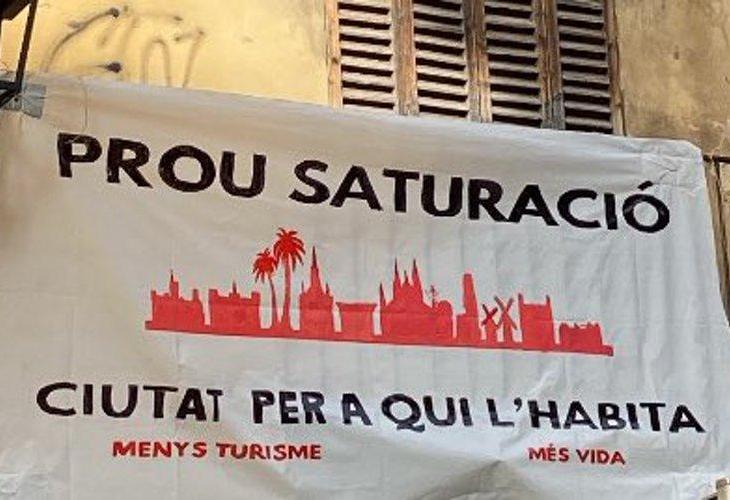 PROU SATURACIÓ
CIUTAT PER A QUI L'HABITA
MENYS TURISME MÉS VIDA